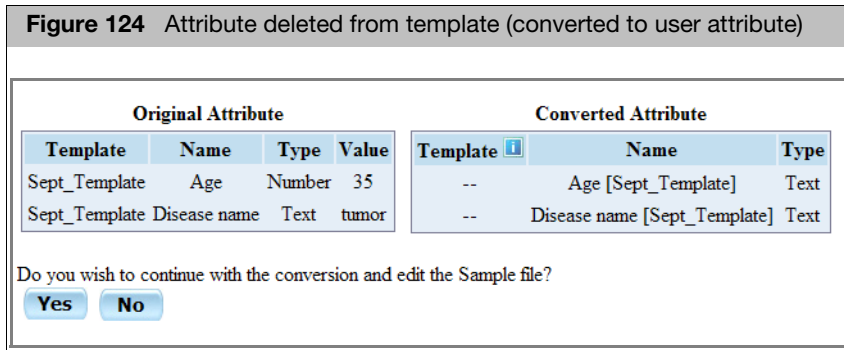 Figure 124 Attribute deleted from template (converted to user attribute)
Original Attribute
Template Name Type Value
Sept_Template Age Number 35
Sept_Template Disease name Text tumor
Converted Attribute
Template i Name Type
-- Age [Sept_Template] Text
-- Disease name [Sept_Template] Text
Do you wish to continue with the conversion and edit the Sample file?
Yes No